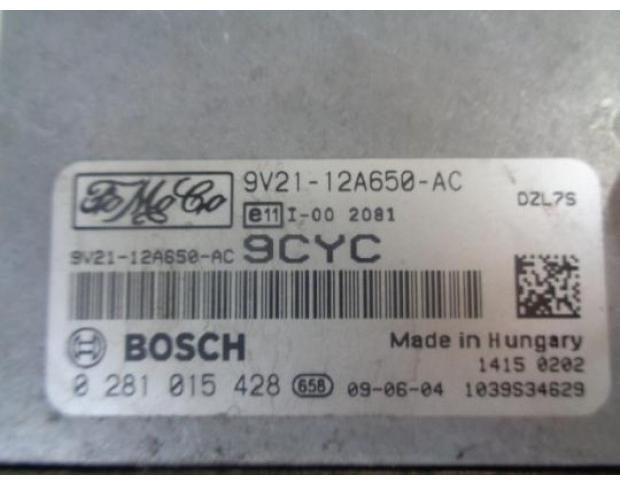 FoMoCo 9V21-12A650-AC DZL7S
e11 I-00 2081
9V21-12A650-AC 9CYC
BOSCH Made in Hungary
1415 0202
0 281 015 428 658 09-06-04 1039S34629